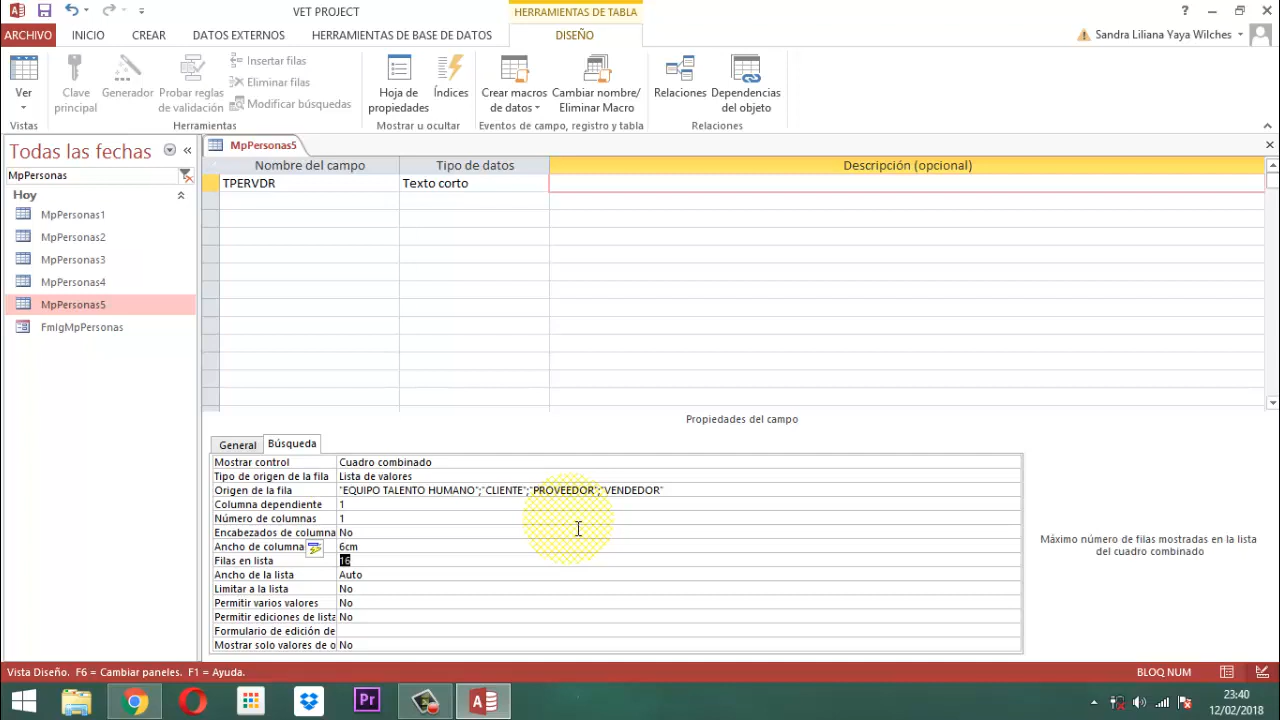 VET PROJECT
HERRAMIENTAS DE TABLA
ARCHIVO INICIO CREAR DATOS EXTERNOS HERRAMIENTAS DE BASE DE DATOS DISEÑO
Sandra Liliana Yaya Wilches
Ver
Clave principal
Generador
Probar reglas de validación
Insertar filas
Eliminar filas
Modificar búsquedas
Hoja de propiedades
Índices
Crear macros de datos
Cambiar nombre/ Eliminar Macro
Relaciones
Dependencias del objeto
Vistas Herramientas Mostrar u ocultar Eventos de campo, registro y tabla Relaciones
Todas las fechas
MpPersonas
Hoy
MpPersonas1
MpPersonas2
MpPersonas3
MpPersonas4
MpPersonas5
FmIgMpPersonas
MpPersonas5
Nombre del campo Tipo de datos Descripción (opcional)
TPERVDR Texto corto
Propiedades del campo
General Búsqueda
Mostrar control Cuadro combinado
Tipo de origen de la fila Lista de valores
Origen de la fila "EQUIPO TALENTO HUMANO";"CLIENTE";"PROVEEDOR";"VENDEDOR"
Columna dependiente 1
Número de columnas 1
Encabezados de columna No
Ancho de columna 6cm
Filas en lista 16
Ancho de la lista Auto
Limitar a la lista No
Permitir varios valores No
Permitir ediciones de lista No
Formulario de edición de
Mostrar solo valores de o No
Máximo número de filas mostradas en la lista
del cuadro combinado
Vista Diseño. F6 = Cambiar paneles. F1 = Ayuda. BLOQ NUM
Pr
23:40
12/02/2018